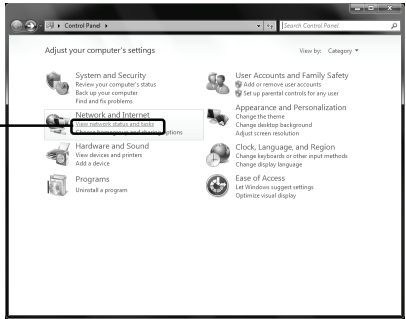 Control Panel
Search Control Panel
Adjust your computer's settings
View by: Category
System and Security
Review your computer's status
Back up your computer
Find and fix problems
Network and Internet
View network status and tasks
Choose homegroup and sharing options
Hardware and Sound
View devices and printers
Add a device
Programs
Uninstall a program
User Accounts and Family Safety
Add or remove user accounts
Set up parental controls for any user
Appearance and Personalization
Change the theme
Change desktop background
Adjust screen resolution
Clock, Language, and Region
Change keyboards or other input methods
Change display language
Ease of Access
Let Windows suggest settings
Optimize visual display